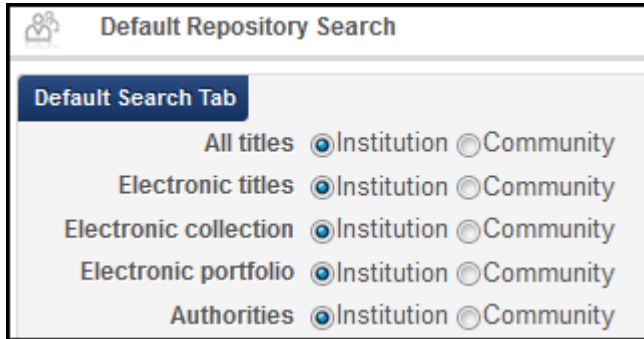 Default Repository Search
Default Search Tab
All titles Institution Community
Electronic titles Institution Community
Electronic collection Institution Community
Electronic portfolio Institution Community
Authorities Institution Community